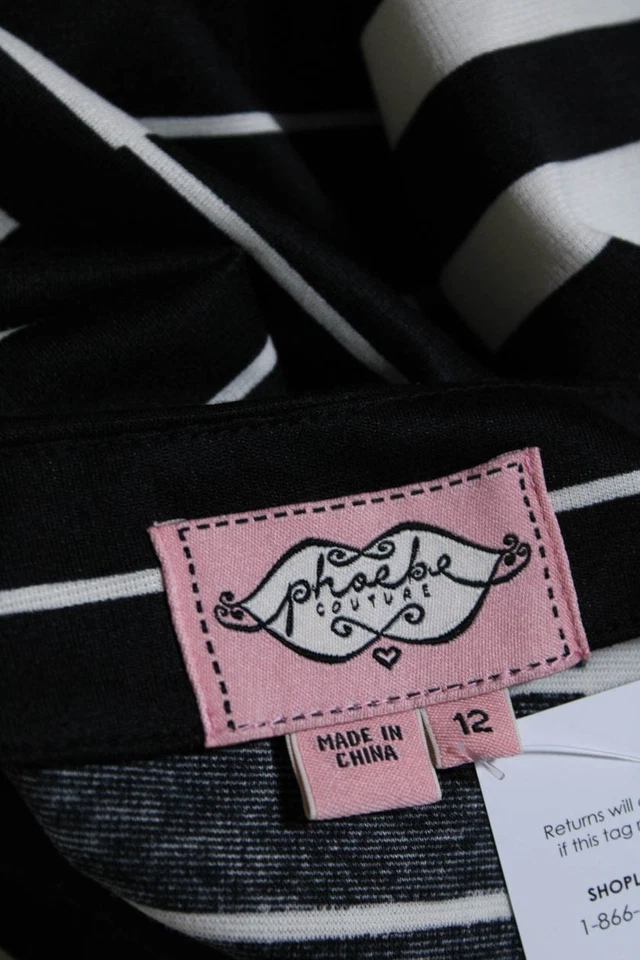 phoebe
COUTURE
MADE IN
CHINA
12
Returns will
if this tag
SHOPL
1-866-